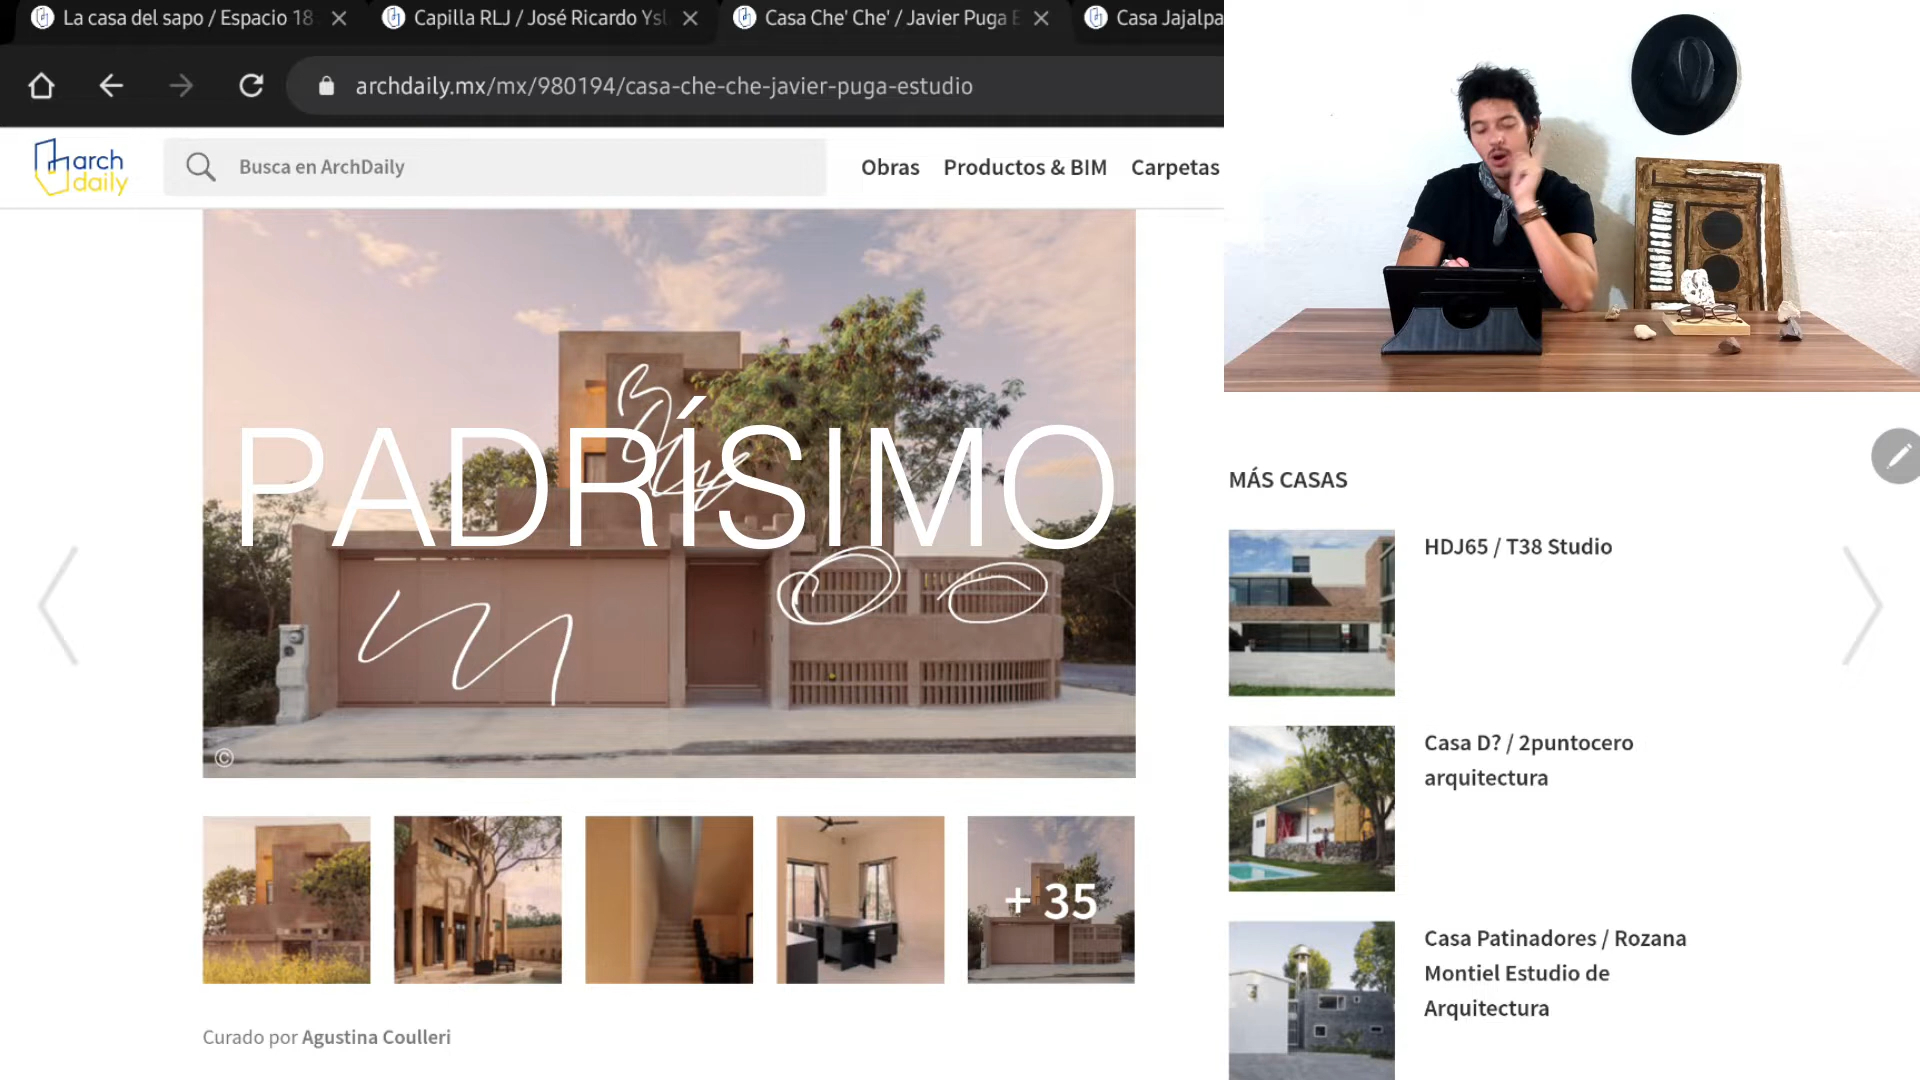 La casa del sapo / Espacio 18
Capilla RLJ / José Ricardo Ysl
Casa Che' Che' / Javier Puga E
Casa Jajalpa
archdaily.mx/mx/980194/casa-che-che-javier-puga-estudio
arch
daily
Busca en ArchDaily
Obras
Productos & BIM
Carpetas
PADRÍSIMO
©
MÁS CASAS
HDJ65 / T38 Studio
Casa D? / 2puntocero
arquitectura
Casa Patinadores / Rozana
Montiel Estudio de
Arquitectura
+ 35
Curado por Agustina Coulleri